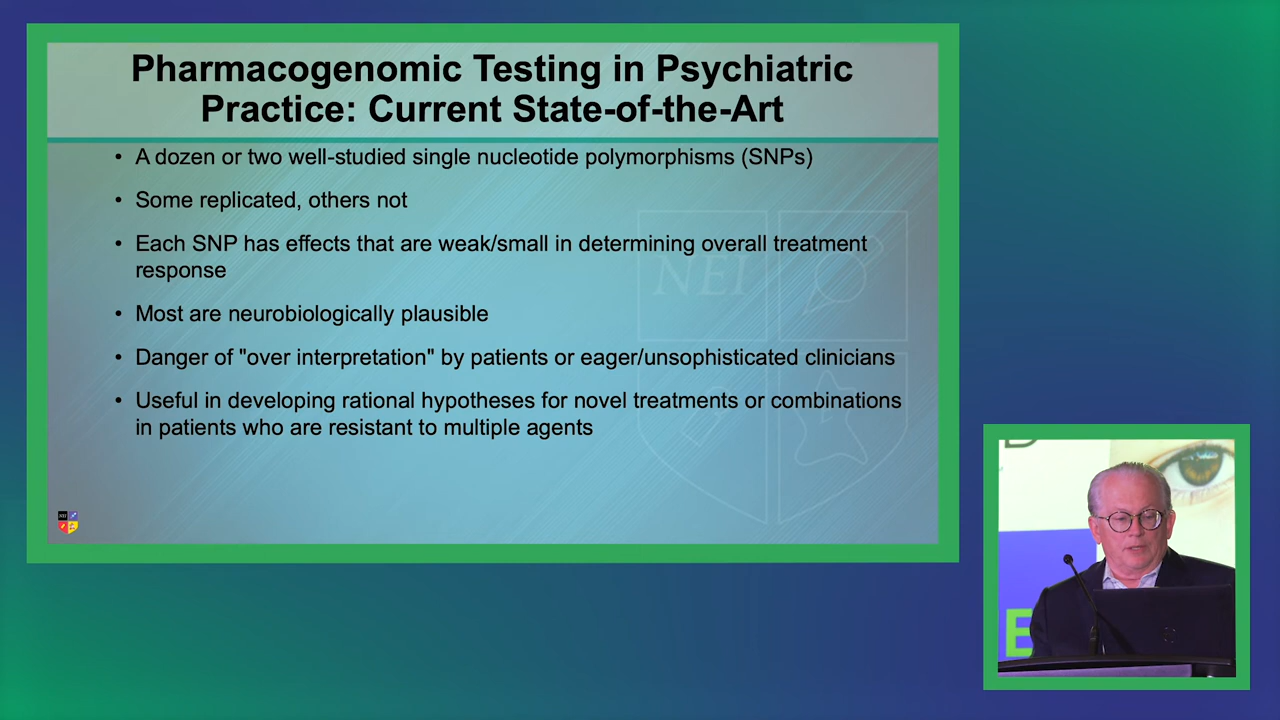 Pharmacogenomic Testing in Psychiatric
Practice: Current State-of-the-Art
• A dozen or two well-studied single nucleotide polymorphisms (SNPs)
• Some replicated, others not
• Each SNP has effects that are weak/small in determining overall treatment
response
• Most are neurobiologically plausible
• Danger of "over interpretation" by patients or eager/unsophisticated clinicians
• Useful in developing rational hypotheses for novel treatments or combinations
in patients who are resistant to multiple agents
NEI
NEI
D
E